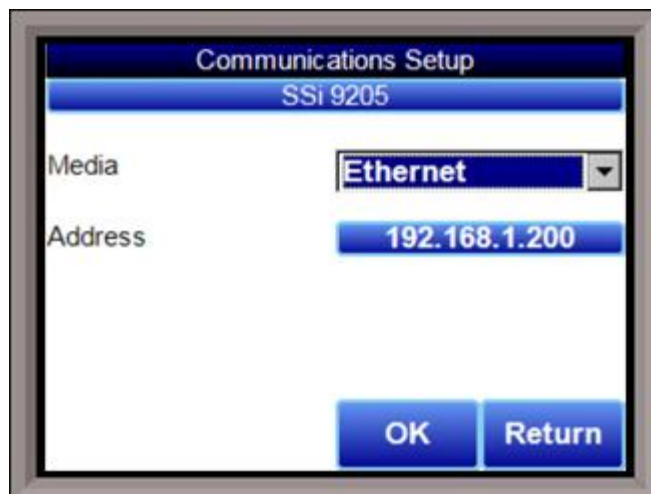 Communications Setup
SSi 9205
Media Ethernet
Address 192.168.1.200
OK Return